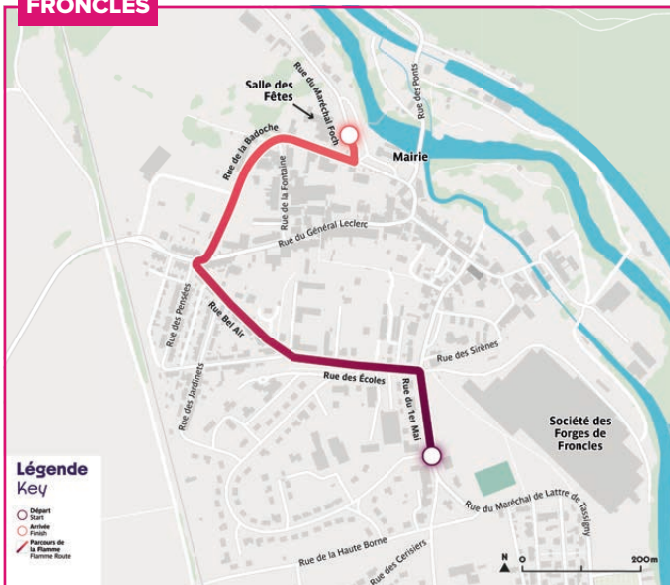 FRONCLES
Salle des
Fêtes
Rue du Maréchal Foch
Rue des Ponts
Rue de la Badoche
Mairie
Rue de la Fontaine
Rue du Général Leclerc
Rue des Pensées
Rue Bel Air
Rue des Jardinets
Rue des Écoles
Rue du 1er Mai
Rue des Sirènes
Société des
Forges de
Froncles
Rue du Maréchal de Lattre de Tassigny
Rue de la Haute Borne
Rue des Cerisiers
Légende
Key
Départ
Start
Arrivée
Finish
Parcours de
la Flamme
Flamme Route
N
0
200m